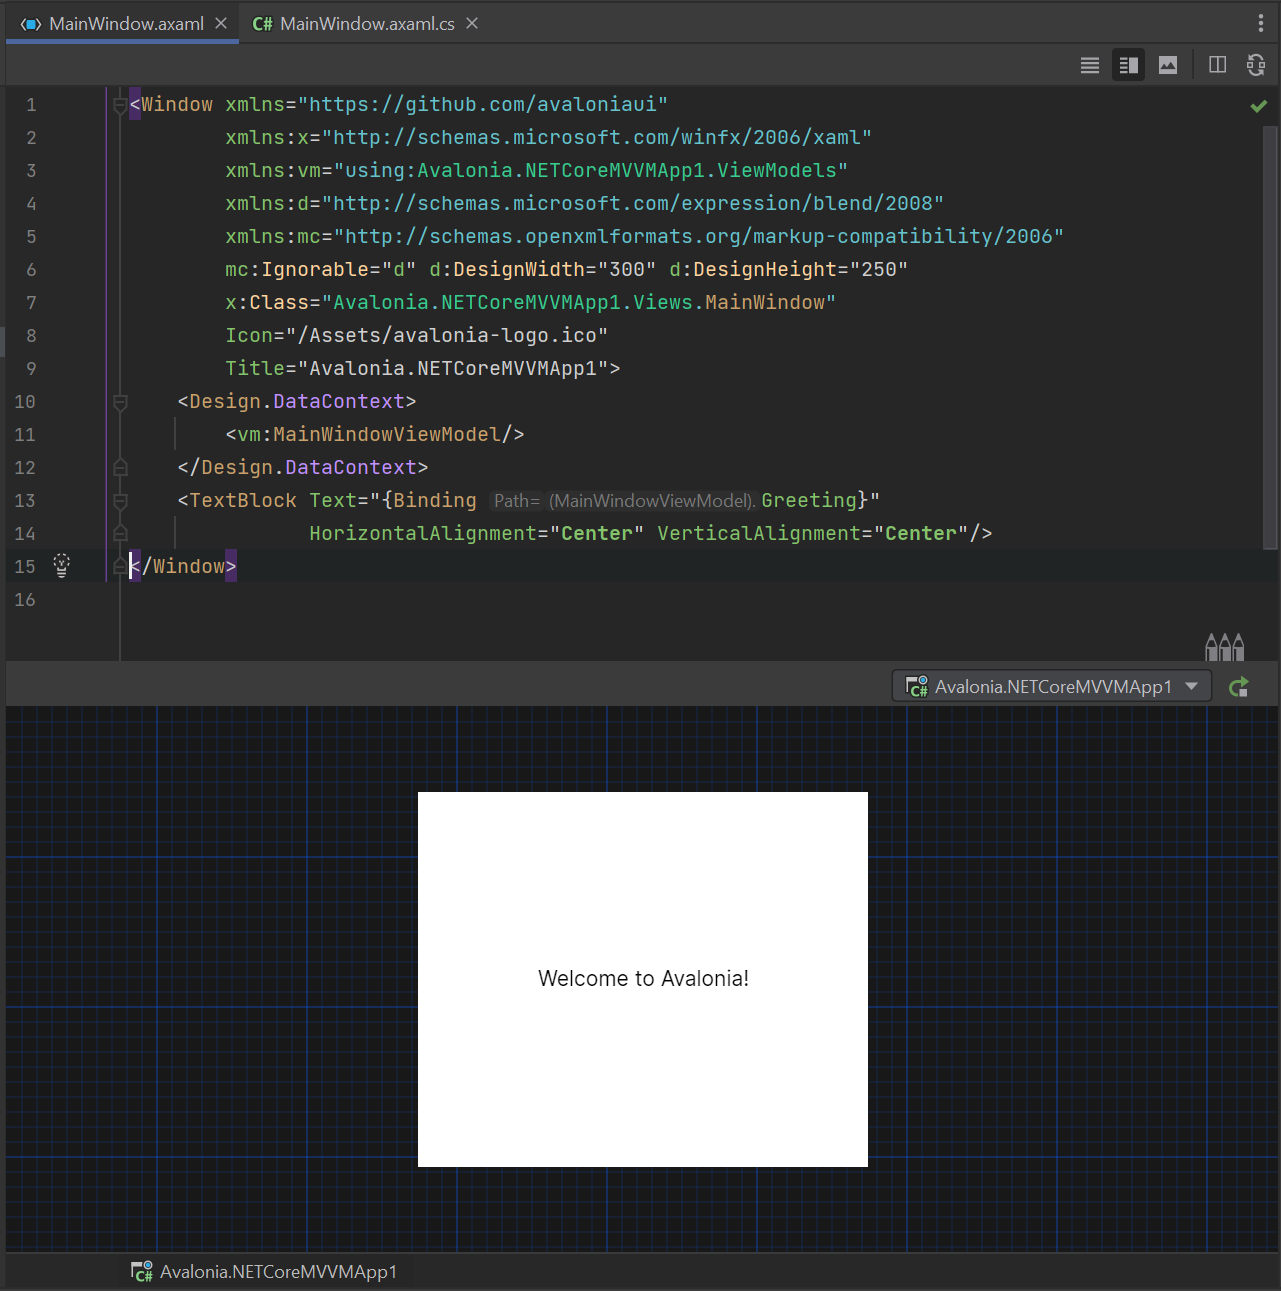 MainWindow.axaml
C# MainWindow.axaml.cs
1 <Window xmlns="https://github.com/avaloniaui"
2 xmlns:x="http://schemas.microsoft.com/winfx/2006/xaml"
3 xmlns:vm="using:Avalonia.NETCoreMVVMApp1.ViewModels"
4 xmlns:d="http://schemas.microsoft.com/expression/blend/2008"
5 xmlns:mc="http://schemas.openxmlformats.org/markup-compatibility/2006"
6 mc:Ignorable="d" d:DesignWidth="300" d:DesignHeight="250"
7 x:Class="Avalonia.NETCoreMVVMApp1.Views.MainWindow"
8 Icon="/Assets/avalonia-logo.ico"
9 Title="Avalonia.NETCoreMVVMApp1">
10 <Design.DataContext>
11 <vm:MainWindowViewModel/>
12 </Design.DataContext>
13 <TextBlock Text="{Binding Path= (MainWindowViewModel). Greeting}"
14 HorizontalAlignment="Center" VerticalAlignment="Center"/>
15 </Window>
16
C# Avalonia.NETCoreMVVMApp1
Welcome to Avalonia!
C# Avalonia.NETCoreMVVMApp1